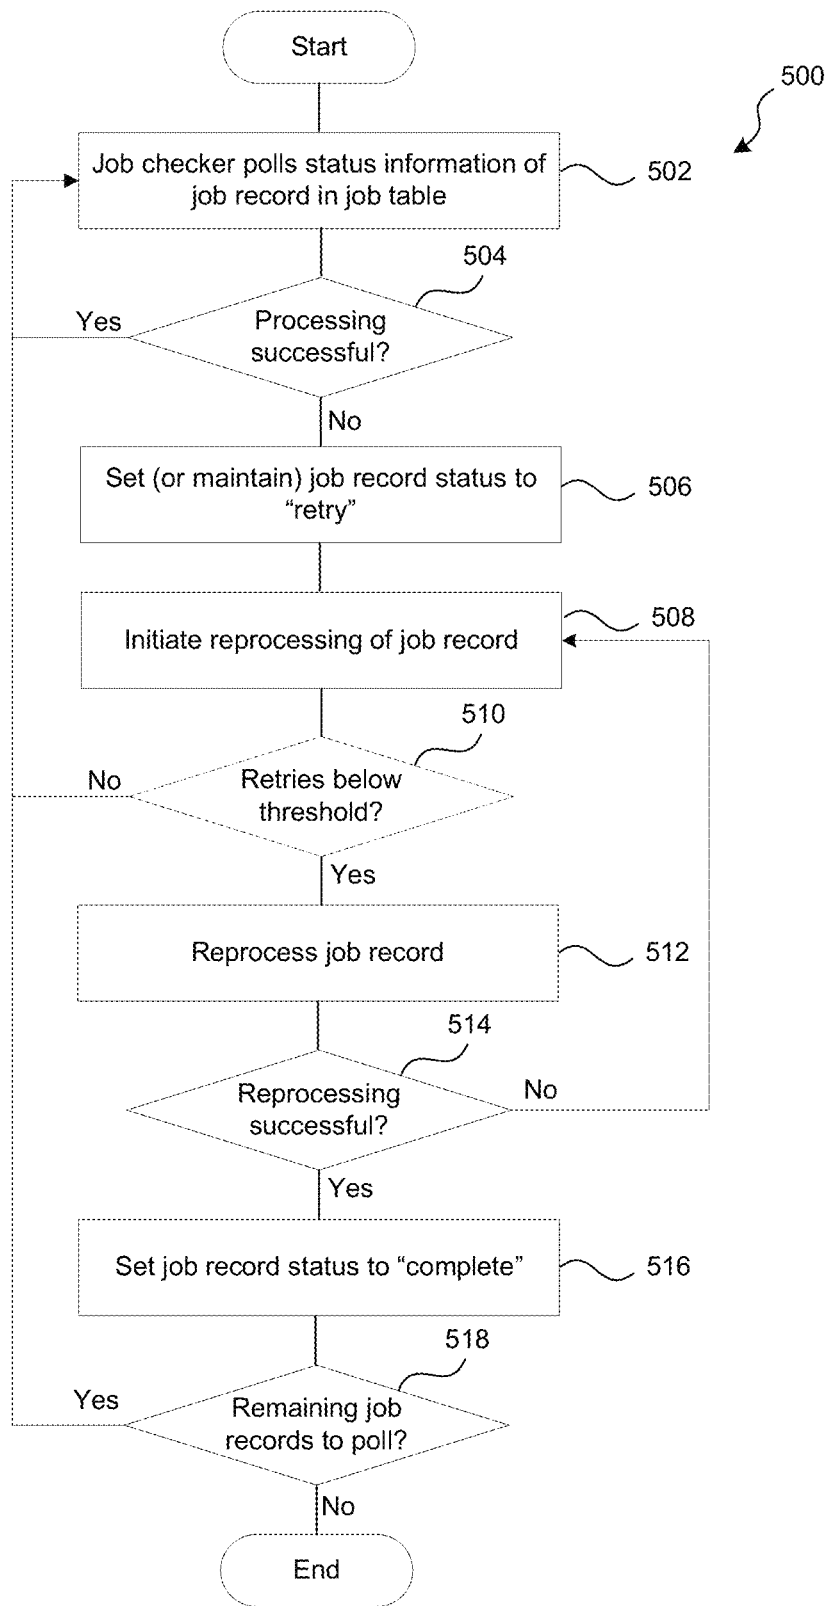 Start
500
Job checker polls status information of
job record in job table
502
504
Processing
successful?
Yes
No
Set (or maintain) job record status to
“retry”
506
508
Initiate reprocessing of job record
510
Retries below
threshold?
No
Yes
Reprocess job record
512
514
Reprocessing
successful?
No
Yes
Set job record status to “complete”
516
518
Remaining job
records to poll?
Yes
No
End